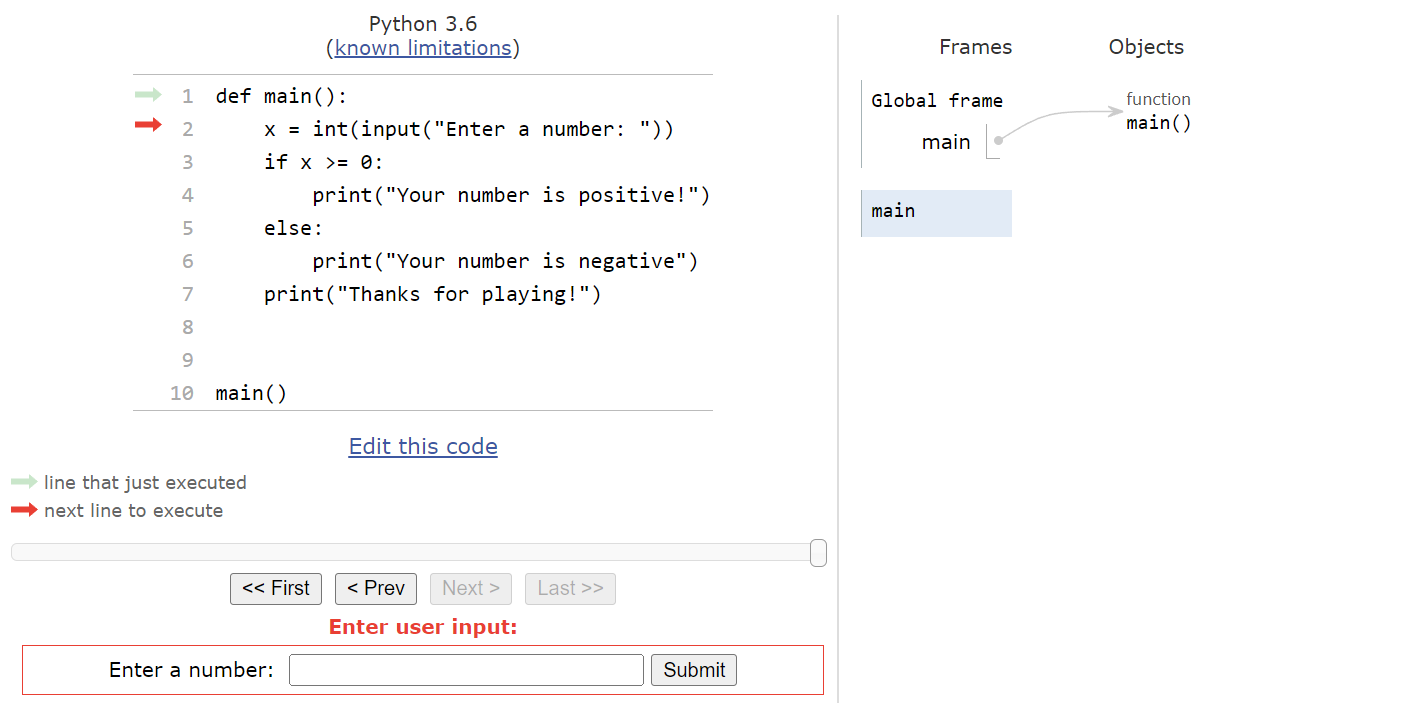 Python 3.6
(known limitations)
1 def main():
2     x = int(input("Enter a number: "))
3     if x >= 0:
4         print("Your number is positive!")
5     else:
6         print("Your number is negative")
7     print("Thanks for playing!")
8
9
10 main()
Edit this code
line that just executed
next line to execute
<< First < Prev Next > Last >>
Enter user input:
Enter a number: Submit
Frames Objects
Global frame
main
function
main()
main